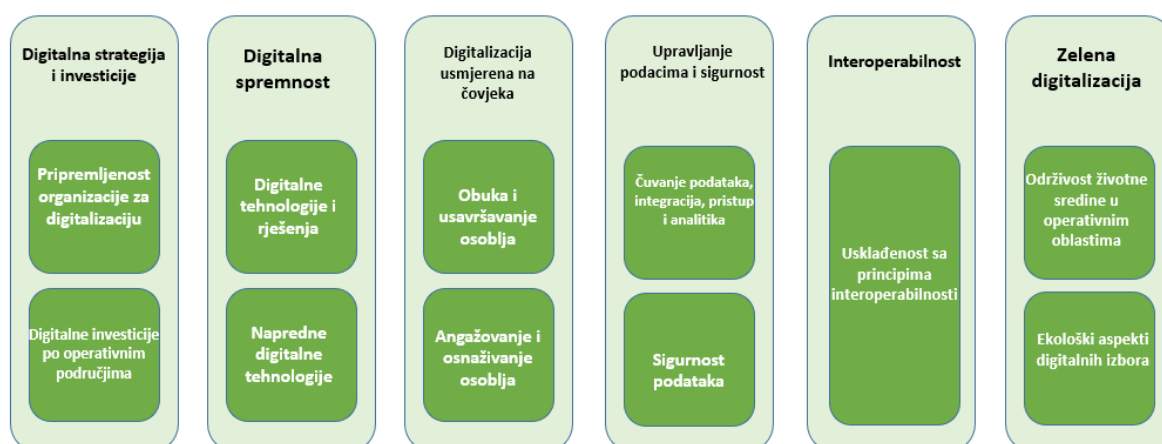 Digitalna strategija
i investicije
Pripremljenost
organizacije za
digitalizaciju
Digitalne investicije
po operativnim
područjima
Digitalna
spremnost
Digitalne
tehnologije i
rješenja
Napredne
digitalne
tehnologije
Digitalizacija
usmjerena na
čovjeka
Obuka i
usavršavanje
osoblja
Angažovanje i
osnaživanje
osoblja
Upravljanje
podacima i sigurnost
Čuvanje podataka,
integracija, pristup
i analitika
Sigurnost
podataka
Interoperabilnost
Usklađenost sa
principima
interoperabilnosti
Zelena
digitalizacija
Održivost životne
sredine u
operativnim
oblastima
Ekološki aspekti
digitalnih izbora